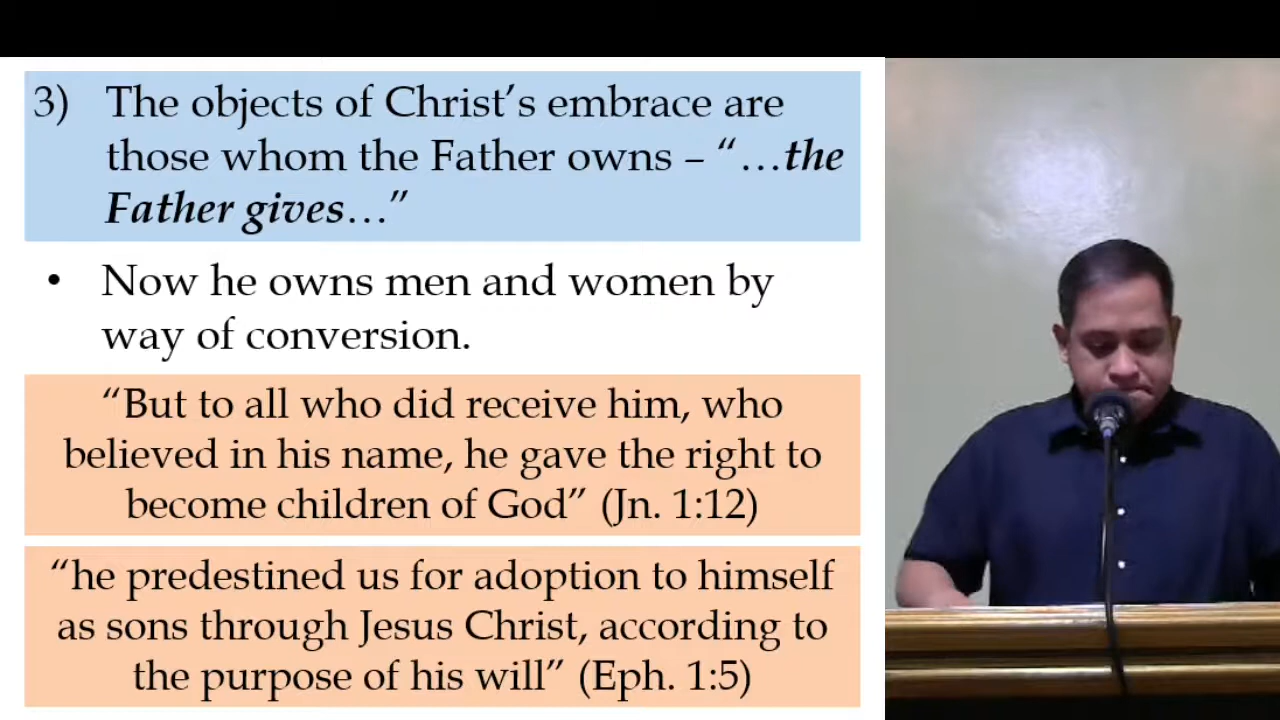 3) The objects of Christ’s embrace are
those whom the Father owns – “…the
Father gives…”
• Now he owns men and women by
way of conversion.
“But to all who did receive him, who
believed in his name, he gave the right to
become children of God” (Jn. 1:12)
“he predestined us for adoption to himself
as sons through Jesus Christ, according to
the purpose of his will” (Eph. 1:5)